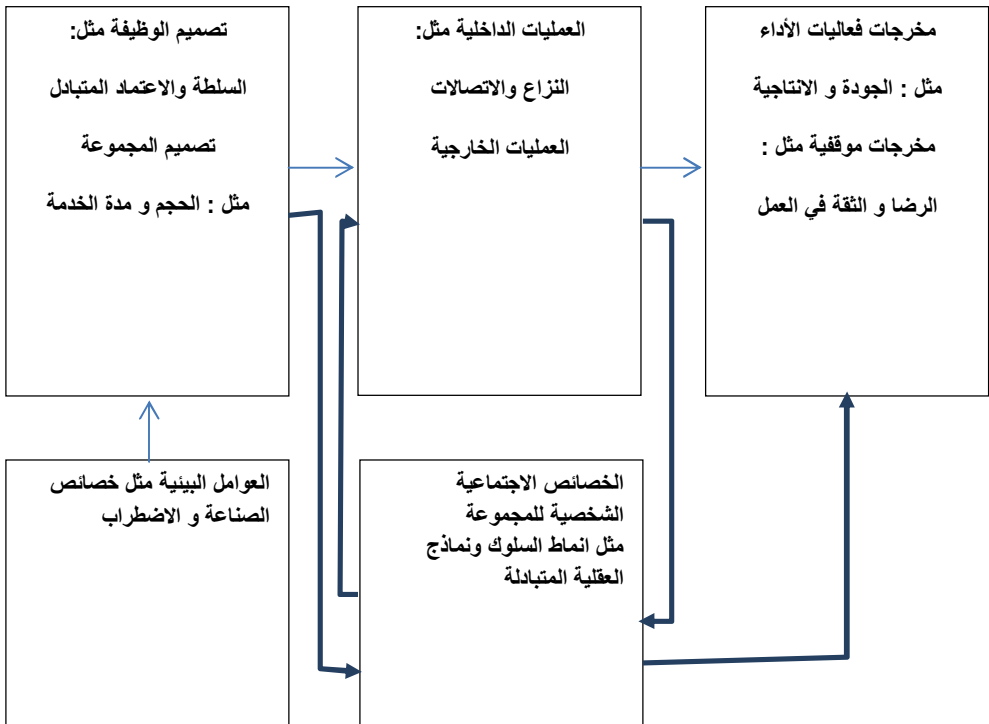 تصميم الوظيفة مثل:
السلطة والاعتماد المتبادل
تصميم المجموعة
مثل : الحجم و مدة الخدمة
العمليات الداخلية مثل:
النزاع والاتصالات
العمليات الخارجية
مخرجات فعاليات الأداء
مثل : الجودة و الانتاجية
مخرجات موقفية مثل :
الرضا و الثقة في العمل
العوامل البيئية مثل خصائص
الصناعة و الاضطراب
الخصائص الاجتماعية
الشخصية للمجموعة
مثل انماط السلوك ونماذج
العقلية المتبادلة